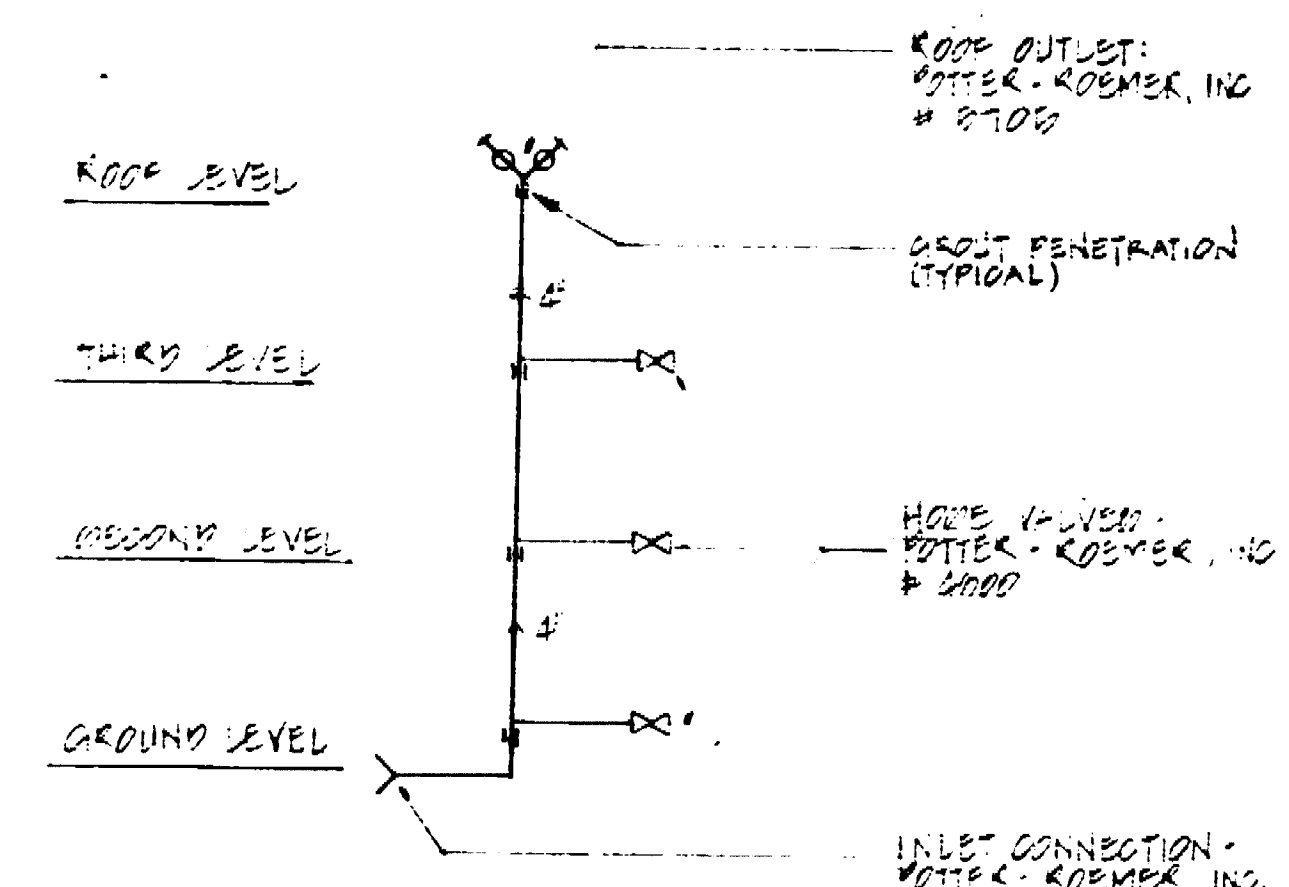 ROOF OUTLET:
POTTER-ROEMER, INC
# 5705
ROOF LEVEL
GROUT PENETRATION
(TYPICAL)
4"
THIRD LEVEL
SECOND LEVEL
HOSE VALVES -
POTTER-ROEMER, INC
4"
GROUND LEVEL
INLET CONNECTION -
POTTER-ROEMER, INC.